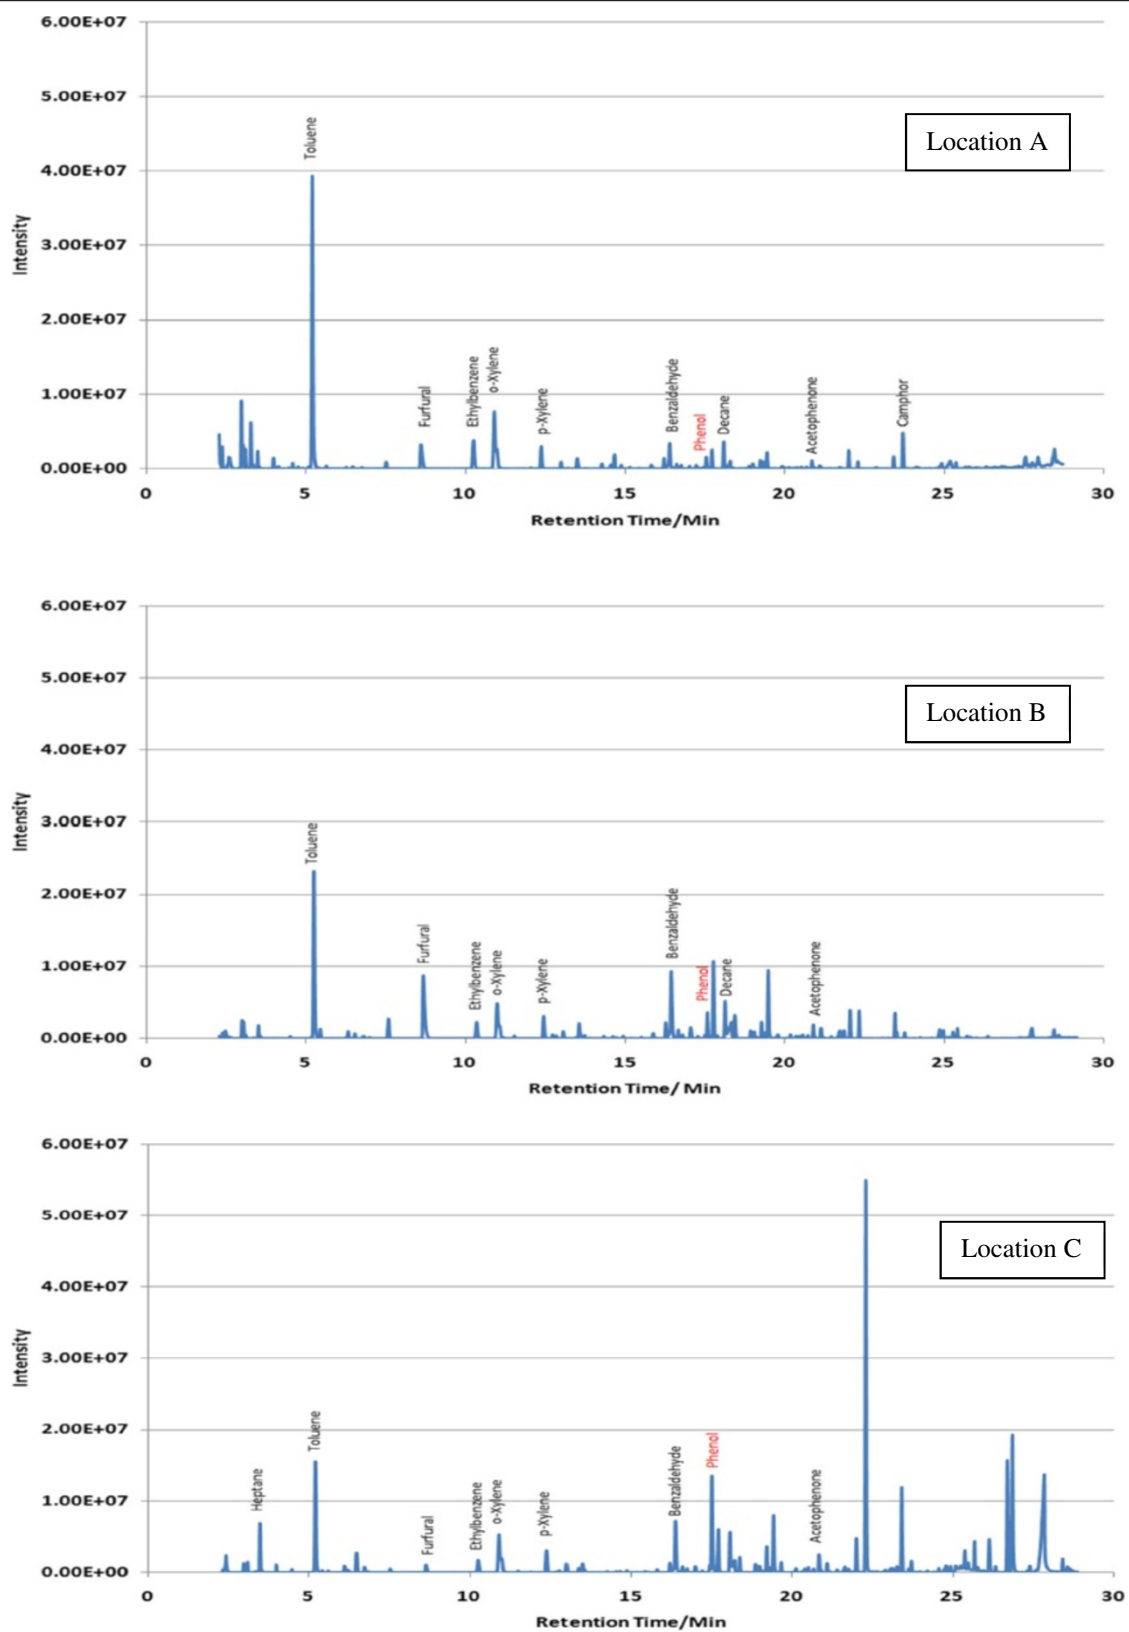 6.00E+07
5.00E+07
4.00E+07
3.00E+07
2.00E+07
1.00E+07
0.00E+00
Intensity
Location A
Toluene
Furfural
Ethylbenzene
o-Xylene
p-Xylene
Benzaldehyde
Phenol
Decane
Acetophenone
Camphor
0 5 10 15 20 25 30
Retention Time/Min
6.00E+07
5.00E+07
4.00E+07
3.00E+07
2.00E+07
1.00E+07
0.00E+00
Intensity
Location B
Toluene
Furfural
Ethylbenzene
o-Xylene
p-Xylene
Benzaldehyde
Phenol
Decane
Acetophenone
0 5 10 15 20 25 30
Retention Time/ Min
6.00E+07
5.00E+07
4.00E+07
3.00E+07
2.00E+07
1.00E+07
0.00E+00
Intensity
Location C
Heptane
Toluene
Furfural
Ethylbenzene
o-Xylene
p-Xylene
Benzaldehyde
Phenol
Acetophenone
0 5 10 15 20 25 30
Retention Time/Min